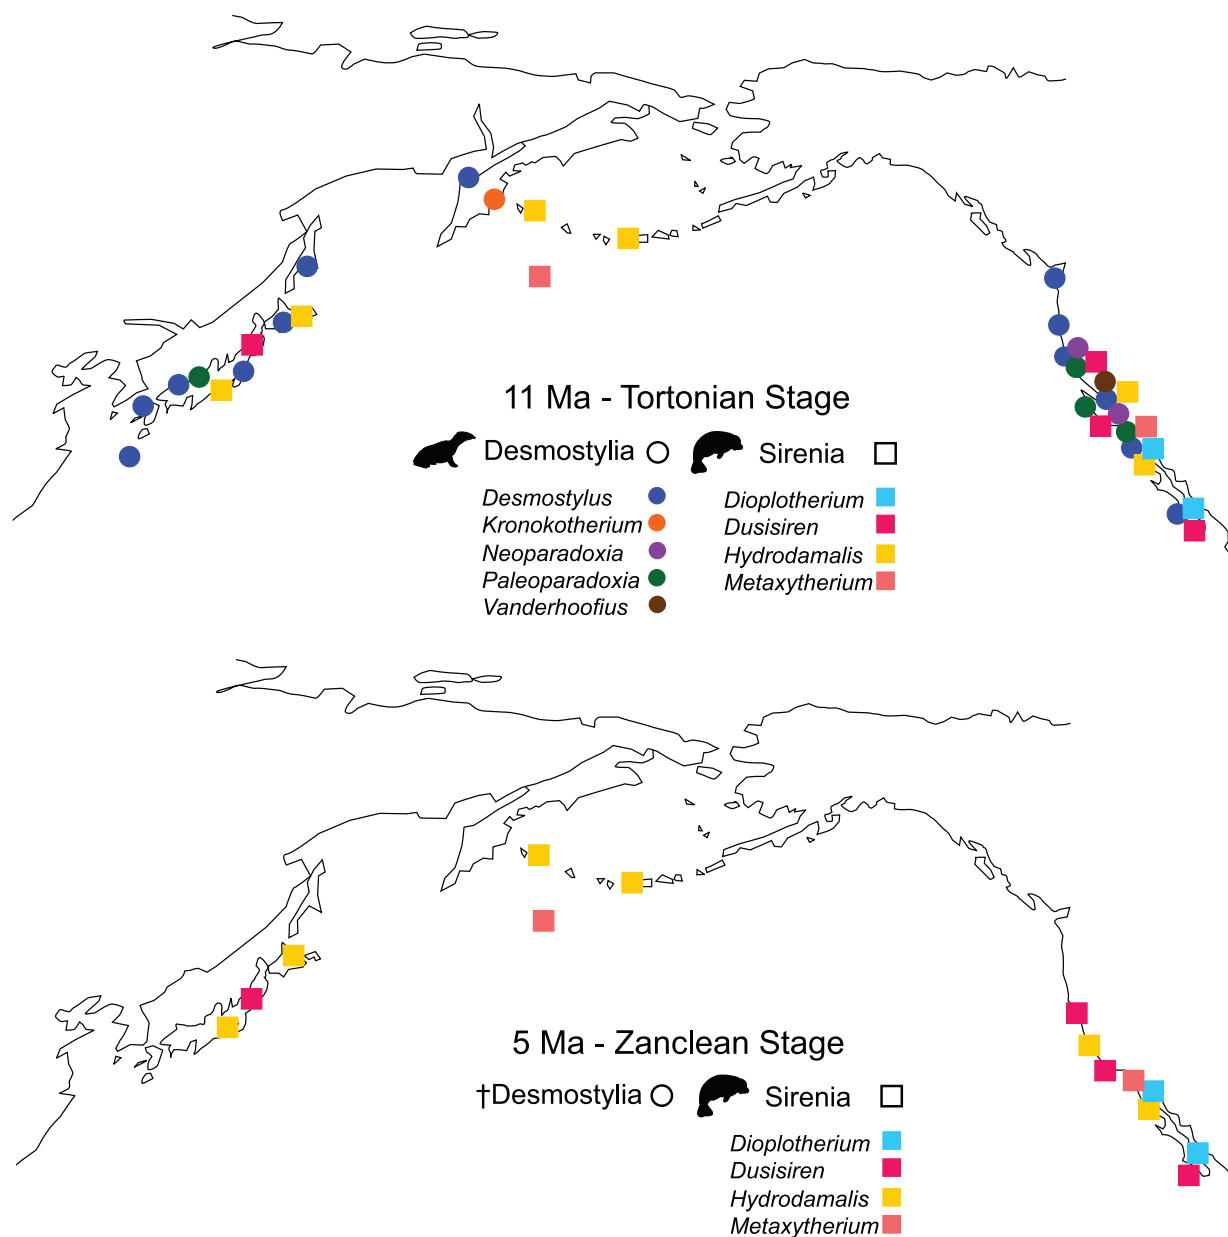 11 Ma - Tortonian Stage
Desmostylia Sirenia
Desmostylus Dioplotherium
Kronokotherium Dusisiren
Neoparadoxia Hydrodamalis
Paleoparadoxia Metaxytherium
Vanderhoofius
5 Ma - Zanclean Stage
†Desmostylia Sirenia
Dioplotherium
Dusisiren
Hydrodamalis
Metaxytherium